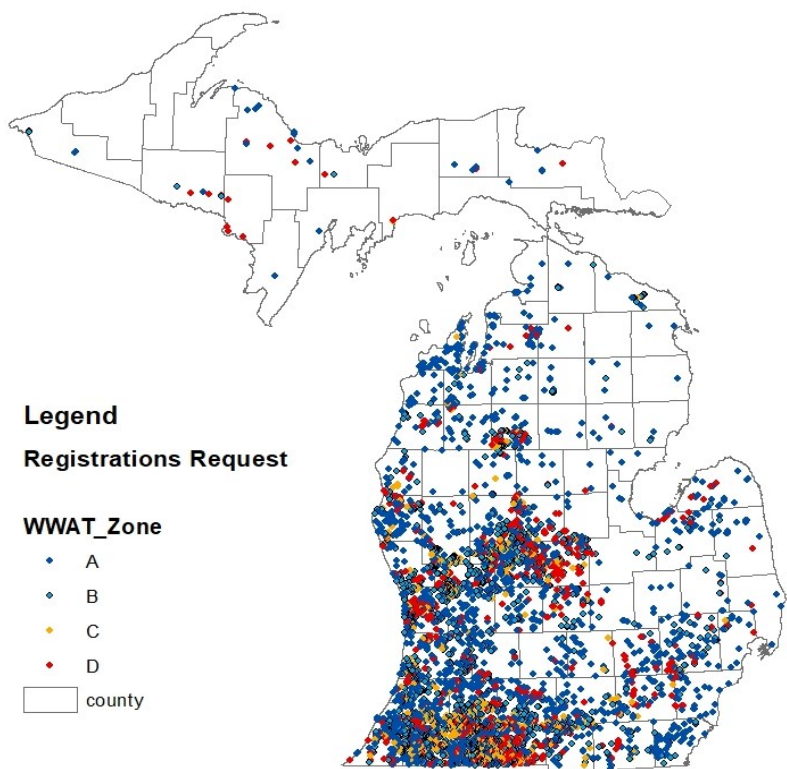 Legend
Registrations Request
WWAT_Zone
A
B
C
D
county